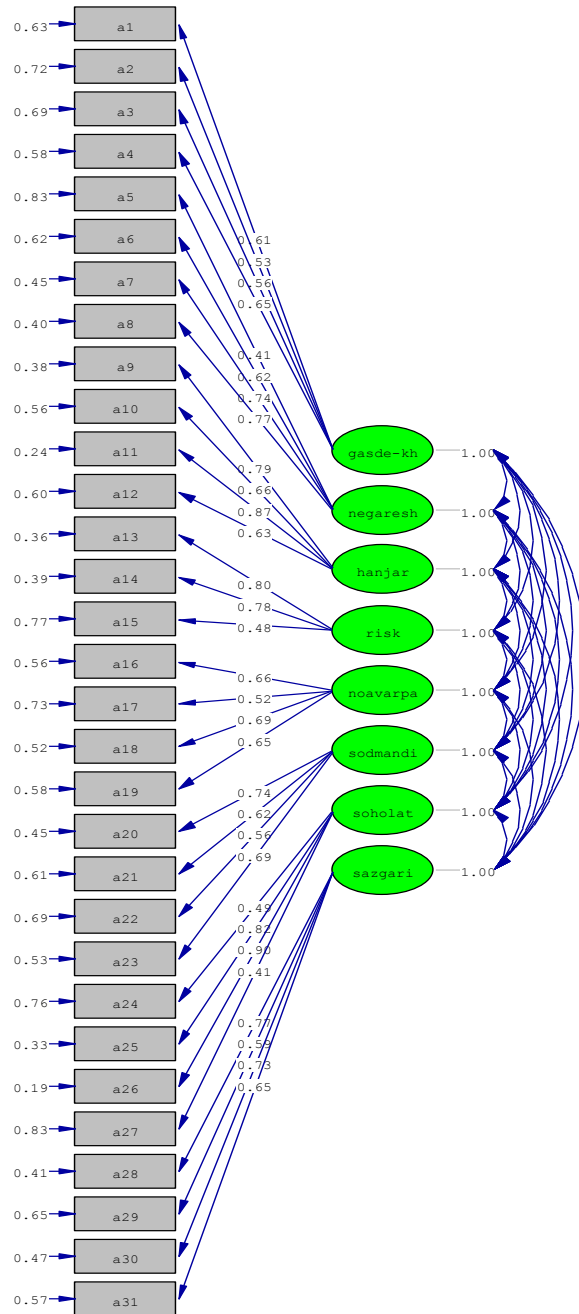 0.63 a1
0.72 a2
0.69 a3
0.58 a4
0.83 a5
0.62 a6
0.45 a7
0.40 a8
0.38 a9
0.56 a10
0.24 a11
0.60 a12
0.36 a13
0.39 a14
0.77 a15
0.56 a16
0.73 a17
0.52 a18
0.58 a19
0.45 a20
0.61 a21
0.69 a22
0.53 a23
0.76 a24
0.33 a25
0.19 a26
0.83 a27
0.41 a28
0.65 a29
0.47 a30
0.57 a31
0.61
0.53
0.56
0.65
0.41
0.62
0.74
0.77
0.79
0.66
0.87
0.63
0.80
0.78
0.48
0.66
0.52
0.69
0.65
0.74
0.62
0.56
0.69
0.49
0.82
0.90
0.41
0.77
0.59
0.73
0.65
gasde-kh 1.00
negaresh 1.00
hanjar 1.00
risk 1.00
noavarpa 1.00
sodmandi 1.00
soholat 1.00
sazgari 1.00